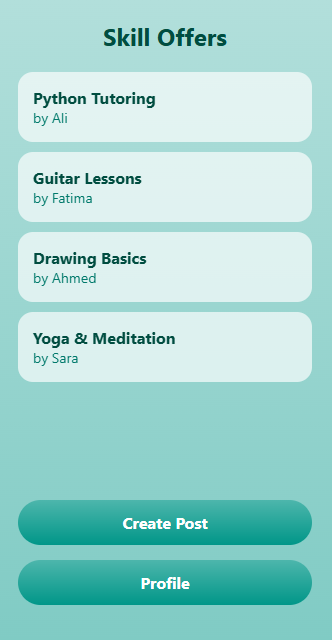 Skill Offers
Python Tutoring
by Ali
Guitar Lessons
by Fatima
Drawing Basics
by Ahmed
Yoga & Meditation
by Sara
Create Post
Profile